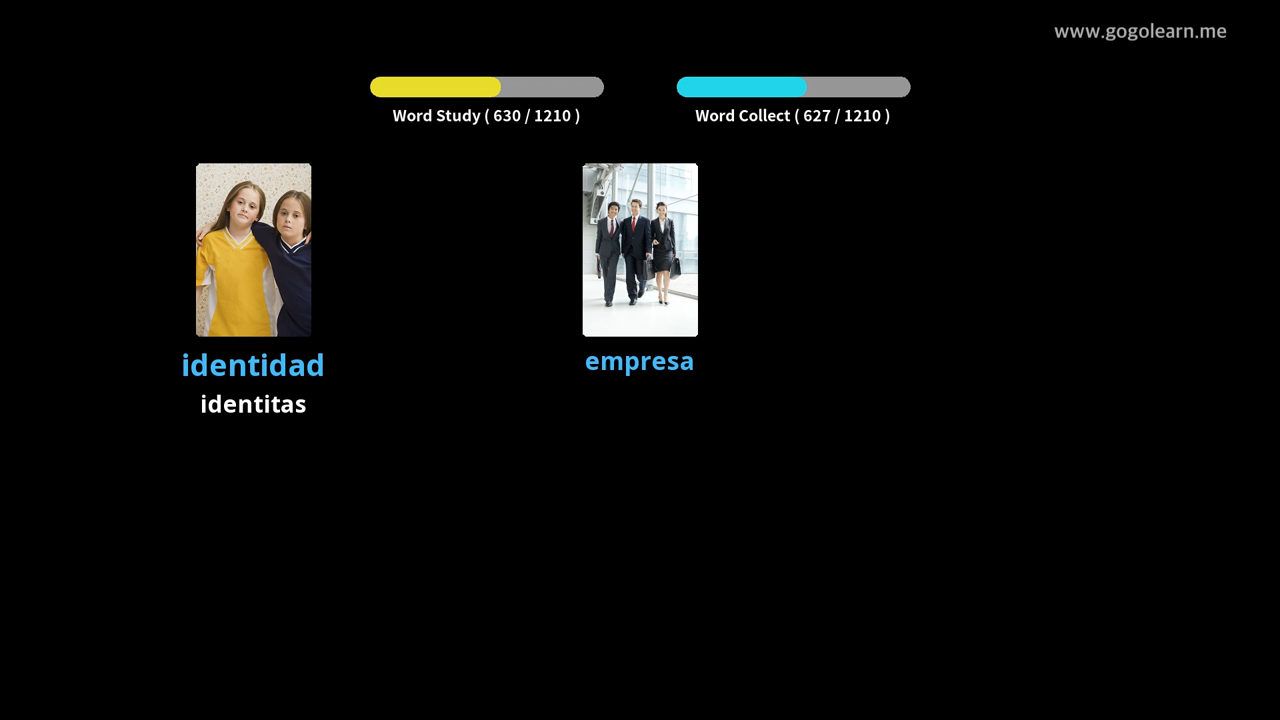 www.gogolearn.me
Word Study ( 630 / 1210 )
Word Collect ( 627 / 1210 )
identidad
identitas
empresa